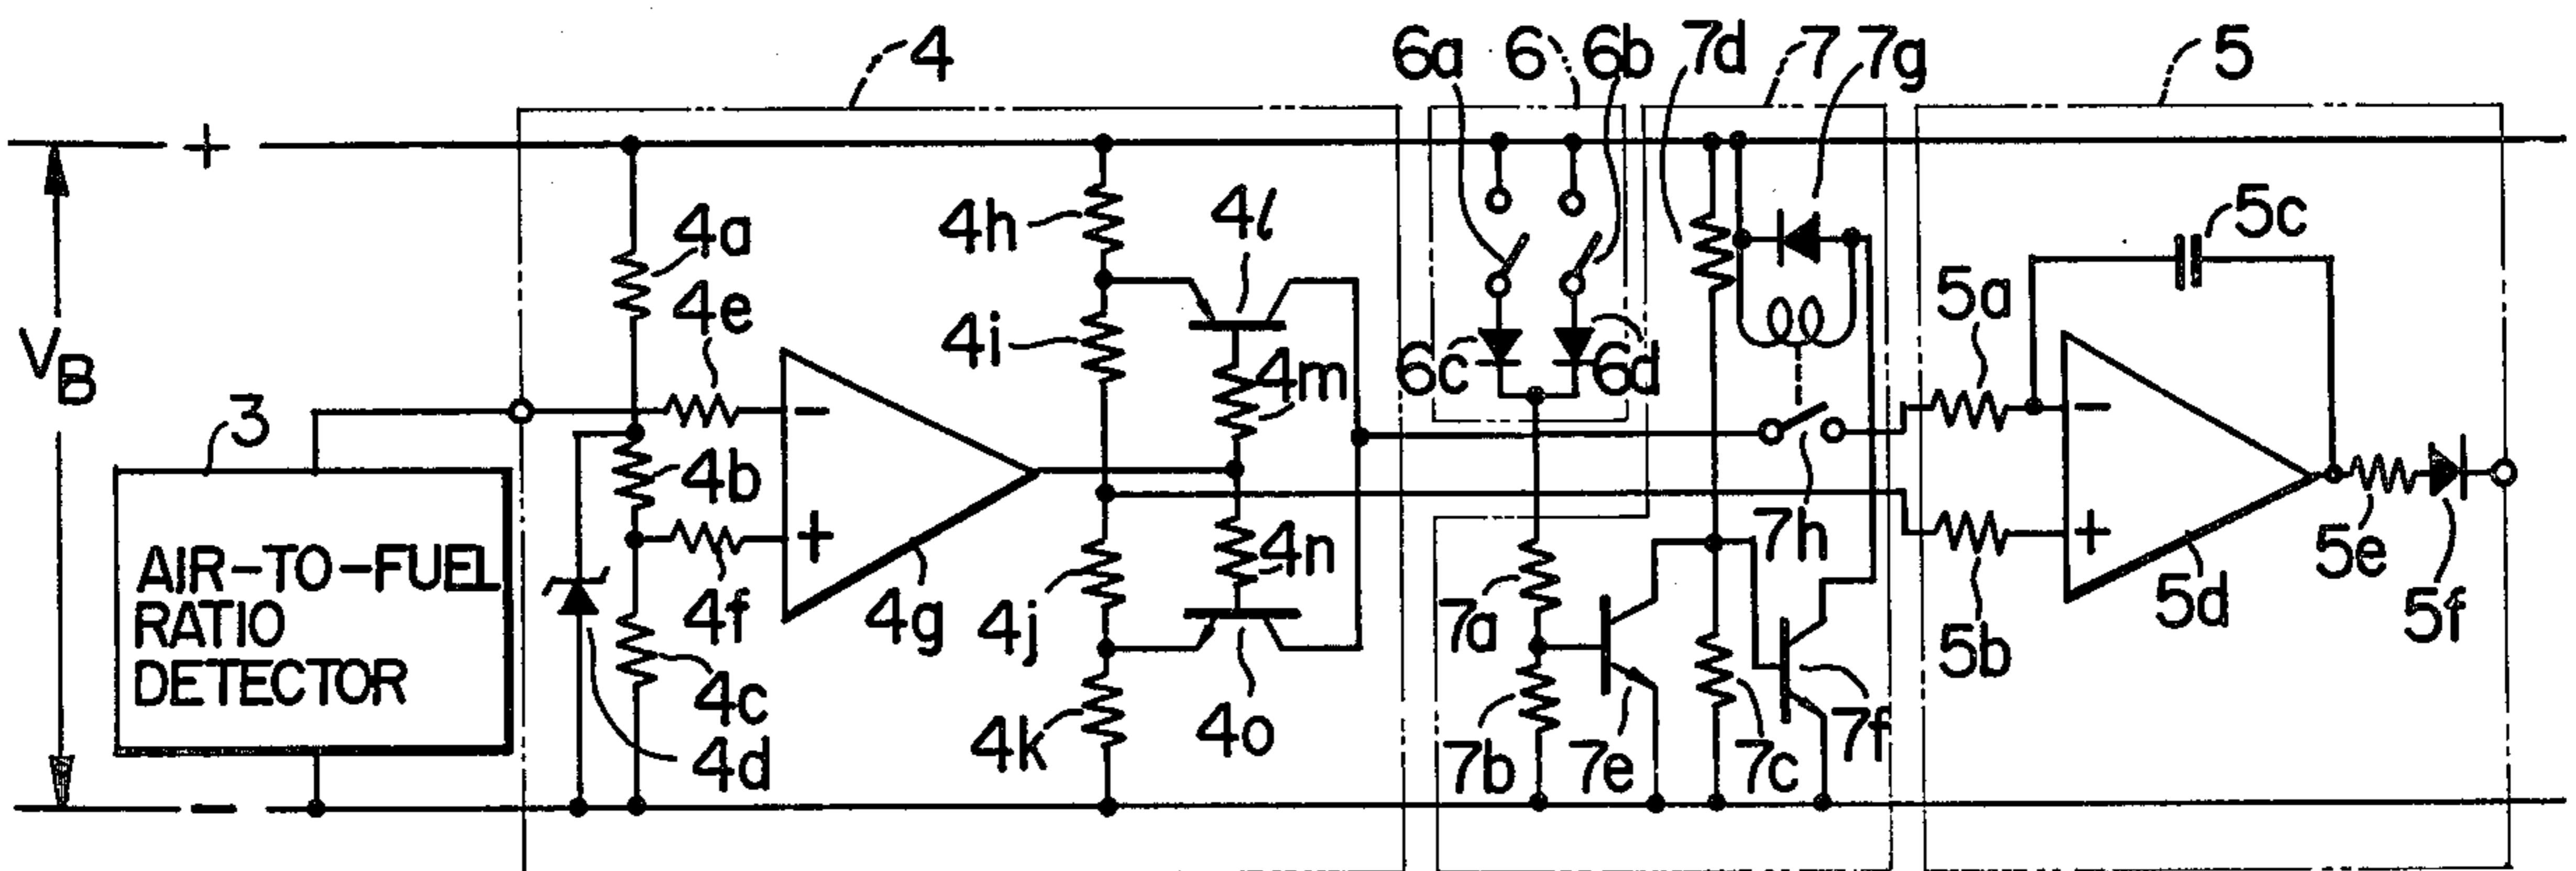 4
6a
6
6b
7d
7
7g
5
+
4a
4h
4l
5c
4e
4i
5a
VB
6c
6d
4m
3
−
−
4b
7h
AIR-TO-FUEL
RATIO
DETECTOR
+
4n
+
5e
4f
4g
4j
7a
5b
5d
5f
4c
4k
4o
7b
7e
7c
7f
4d
−